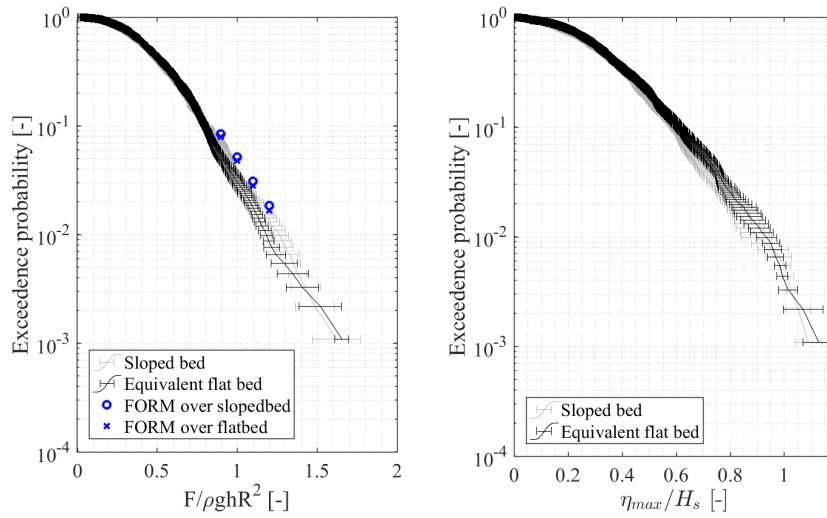 10^0
10^-1
10^-2
10^-3
10^-4
Exceedence probability [-]
0
0.5
1
1.5
2
F/ρghR^2 [-]
Sloped bed
Equivalent flat bed
FORM over slopedbed
FORM over flatbed
10^0
10^-1
10^-2
10^-3
10^-4
Exceedence probability [-]
0
0.2
0.4
0.6
0.8
1
η_max/H_s [-]
Sloped bed
Equivalent flat bed